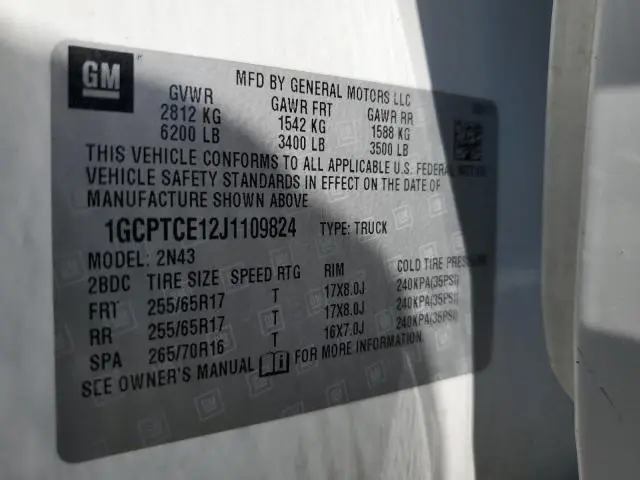 GM
MFD BY GENERAL MOTORS LLC
GVWR GAWR FRT GAWR RR
2812 KG 1542 KG 1588 KG
6200 LB 3400 LB 3500 LB
THIS VEHICLE CONFORMS TO ALL APPLICABLE U.S. FEDERAL MOTOR
VEHICLE SAFETY STANDARDS IN EFFECT ON THE DATE OF
MANUFACTURE SHOWN ABOVE
1GCPTCE12J1109824 TYPE: TRUCK
MODEL: 2N43
2BDC TIRE SIZE SPEED RTG RIM COLD TIRE PRESSURE
FRT 255/65R17 T 17X8.0J 240KPA(35PSI)
RR 255/65R17 T 17X8.0J 240KPA(35PSI)
SPA 265/70R16 T 16X7.0J 240KPA(35PSI)
SEE OWNER'S MANUAL FOR MORE INFORMATION